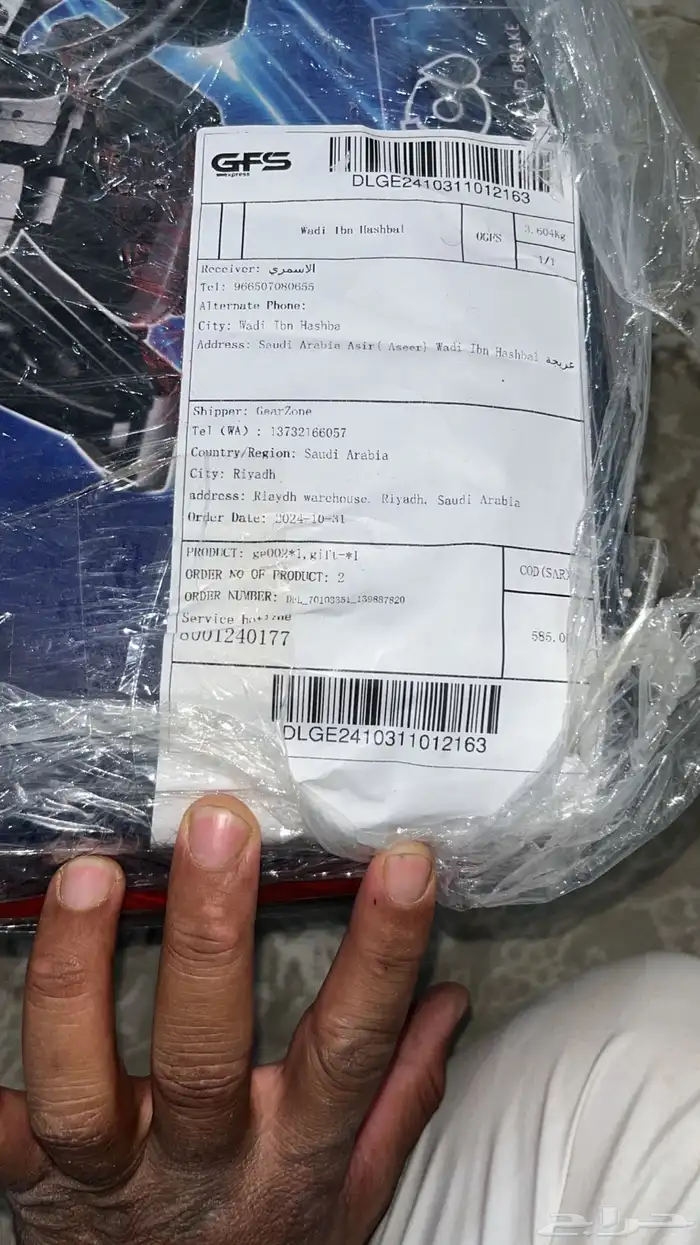 GFS
express
DLGE2410311012163
Wadi Ibn Hashbal
OGFS
3.604kg
1/1
Receiver: الاسمري
Tel: 966507080655
Alternate Phone:
City: Wadi Ibn Hashba
Address: Saudi Arabia Asir( Aseer) Wadi Ibn Hashbal عريجة
Shipper: GearZone
Tel (WA) : 13732166057
Country/Region: Saudi Arabia
City: Riyadh
address: Riaydh warehouse, Riyadh, Saudi Arabia
Order Date: 2024-10-31
PRODUCT: ge002*1,gift-*1
ORDER NO OF PRODUCT: 2
COD(SAR)
ORDER NUMBER:
Service hotline
8001240177
585.0
DLGE2410311012163
BRAKE
حراج